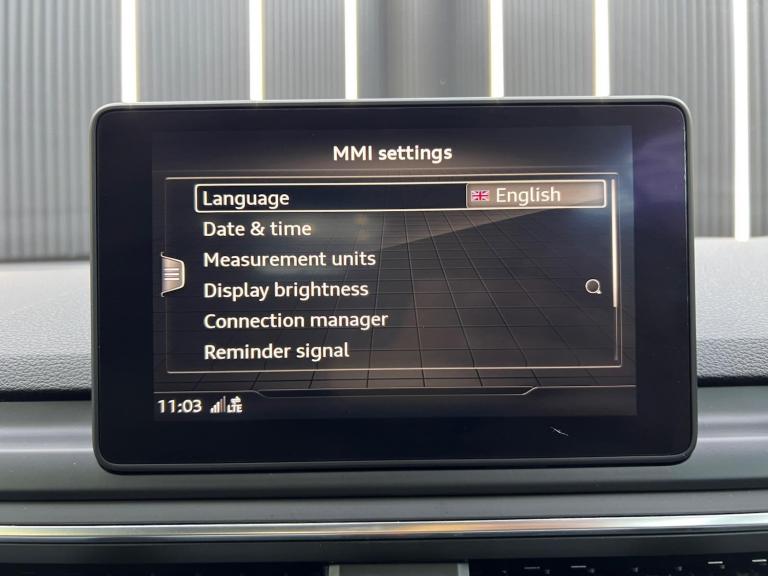 MMI settings
Language English
Date & time
Measurement units
Display brightness
Connection manager
Reminder signal
11:03 LTE